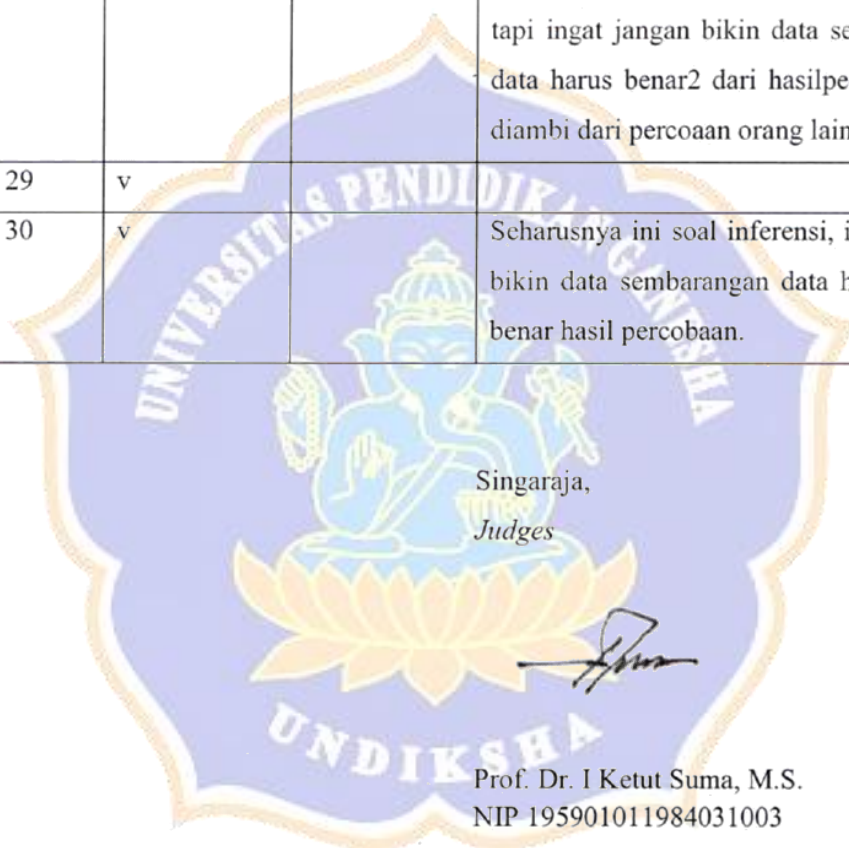 tapi ingat jangan bikin data
data harus benar2 dari
diambi dari percoaan orang lain
29 v
30 v Seharusnya ini soal inferensi,
bikin data sembarangan data
benar hasil percobaan.
UNIVERSITAS PENDIDIKAN GANESHA
UNDIKSHA
Singaraja,
Judges
Prof. Dr. I Ketut Suma, M.S.
NIP 195901011984031003